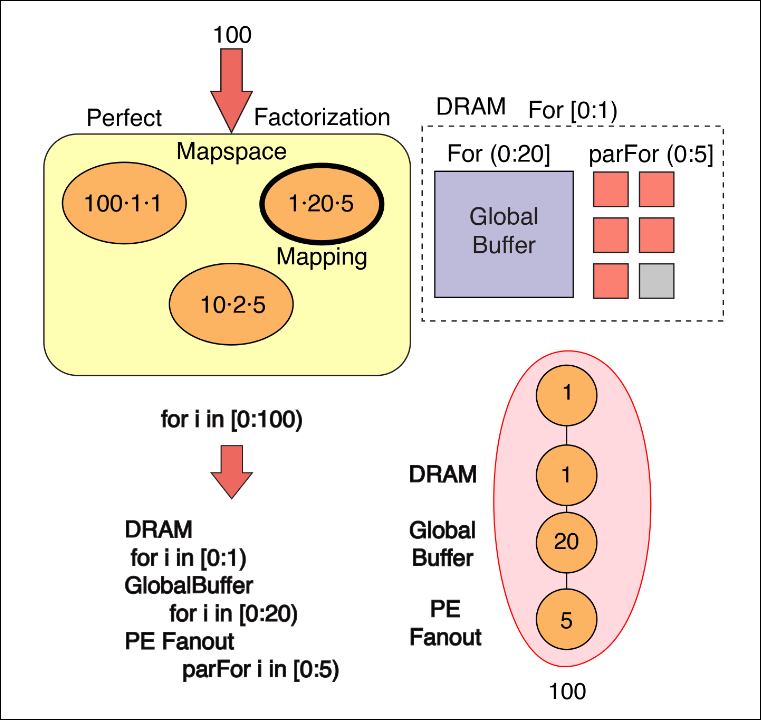 100
Perfect Factorization
Mapspace
100·1·1
1·20·5
Mapping
10·2·5
DRAM For [0:1)
For (0:20]
parFor (0:5]
Global
Buffer
for i in [0:100)
DRAM
for i in [0:1)
GlobalBuffer
for i in [0:20)
PE Fanout
parFor i in [0:5)
1
DRAM
1
Global
Buffer
20
PE
Fanout
5
100